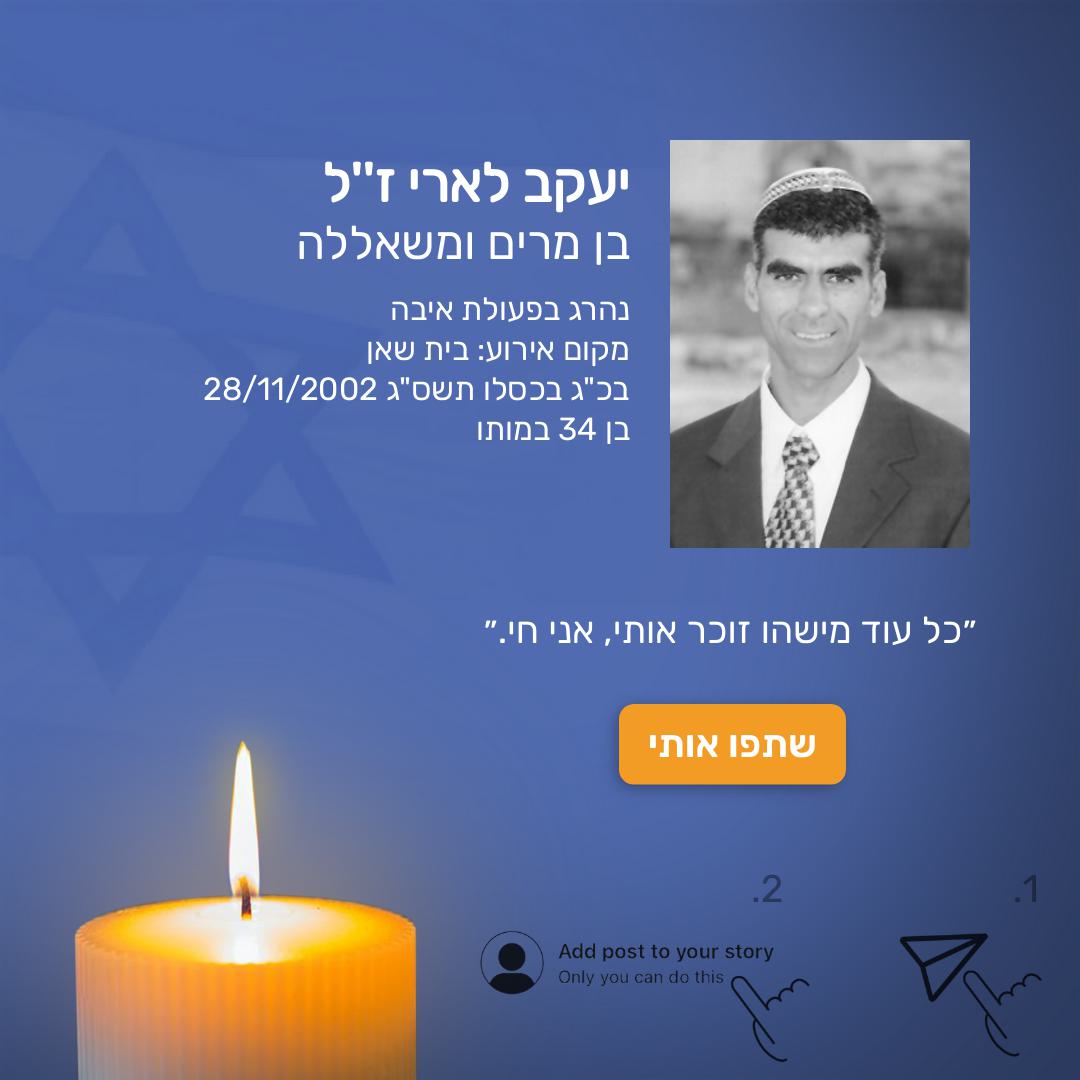 יעקב לארי ז"ל
בן מרים ומשאללה
נהרג בפעולת איבה
מקום אירוע: בית שאן
בכ"ג בכסלו תשס"ג 28/11/2002
בן 34 במותו
״כל עוד מישהו זוכר אותי, אני חי.״
שתפו אותי
.1
.2
Add post to your story
Only you can do this